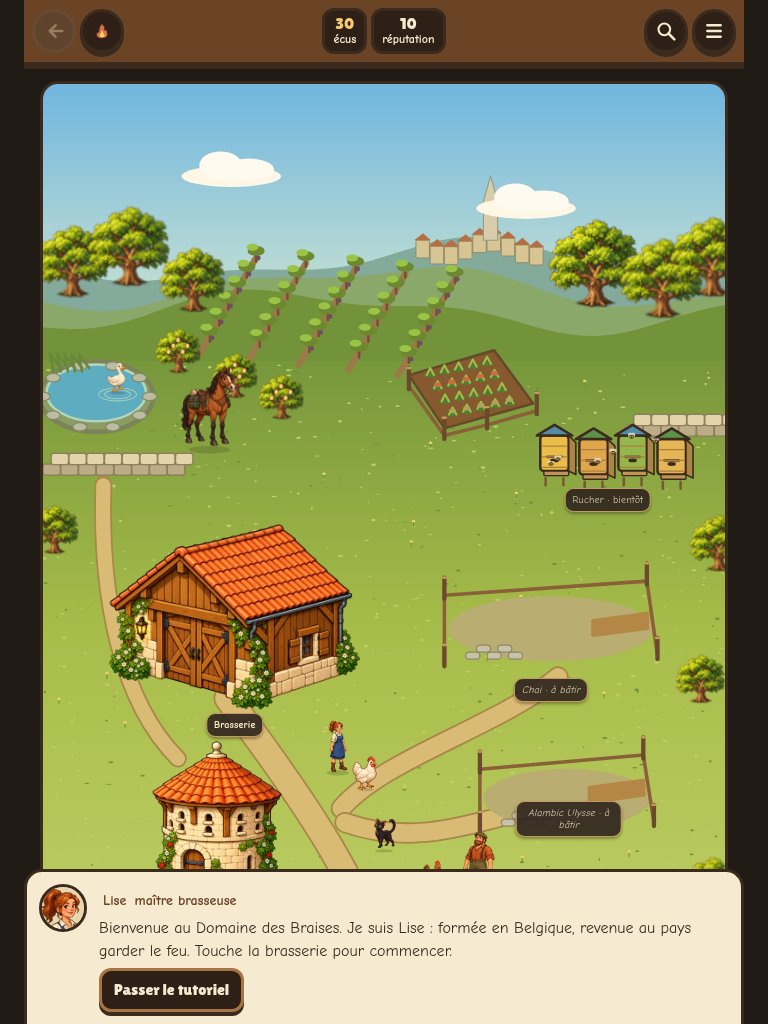 30
écus
10
réputation
Rucher · bientôt
Chai · à bâtir
Brasserie
Alambic Ulysse · à
bâtir
Lise maître brasseuse
Bienvenue au Domaine des Braises. Je suis Lise : formée en Belgique, revenue au pays
garder le feu. Touche la brasserie pour commencer.
Passer le tutoriel